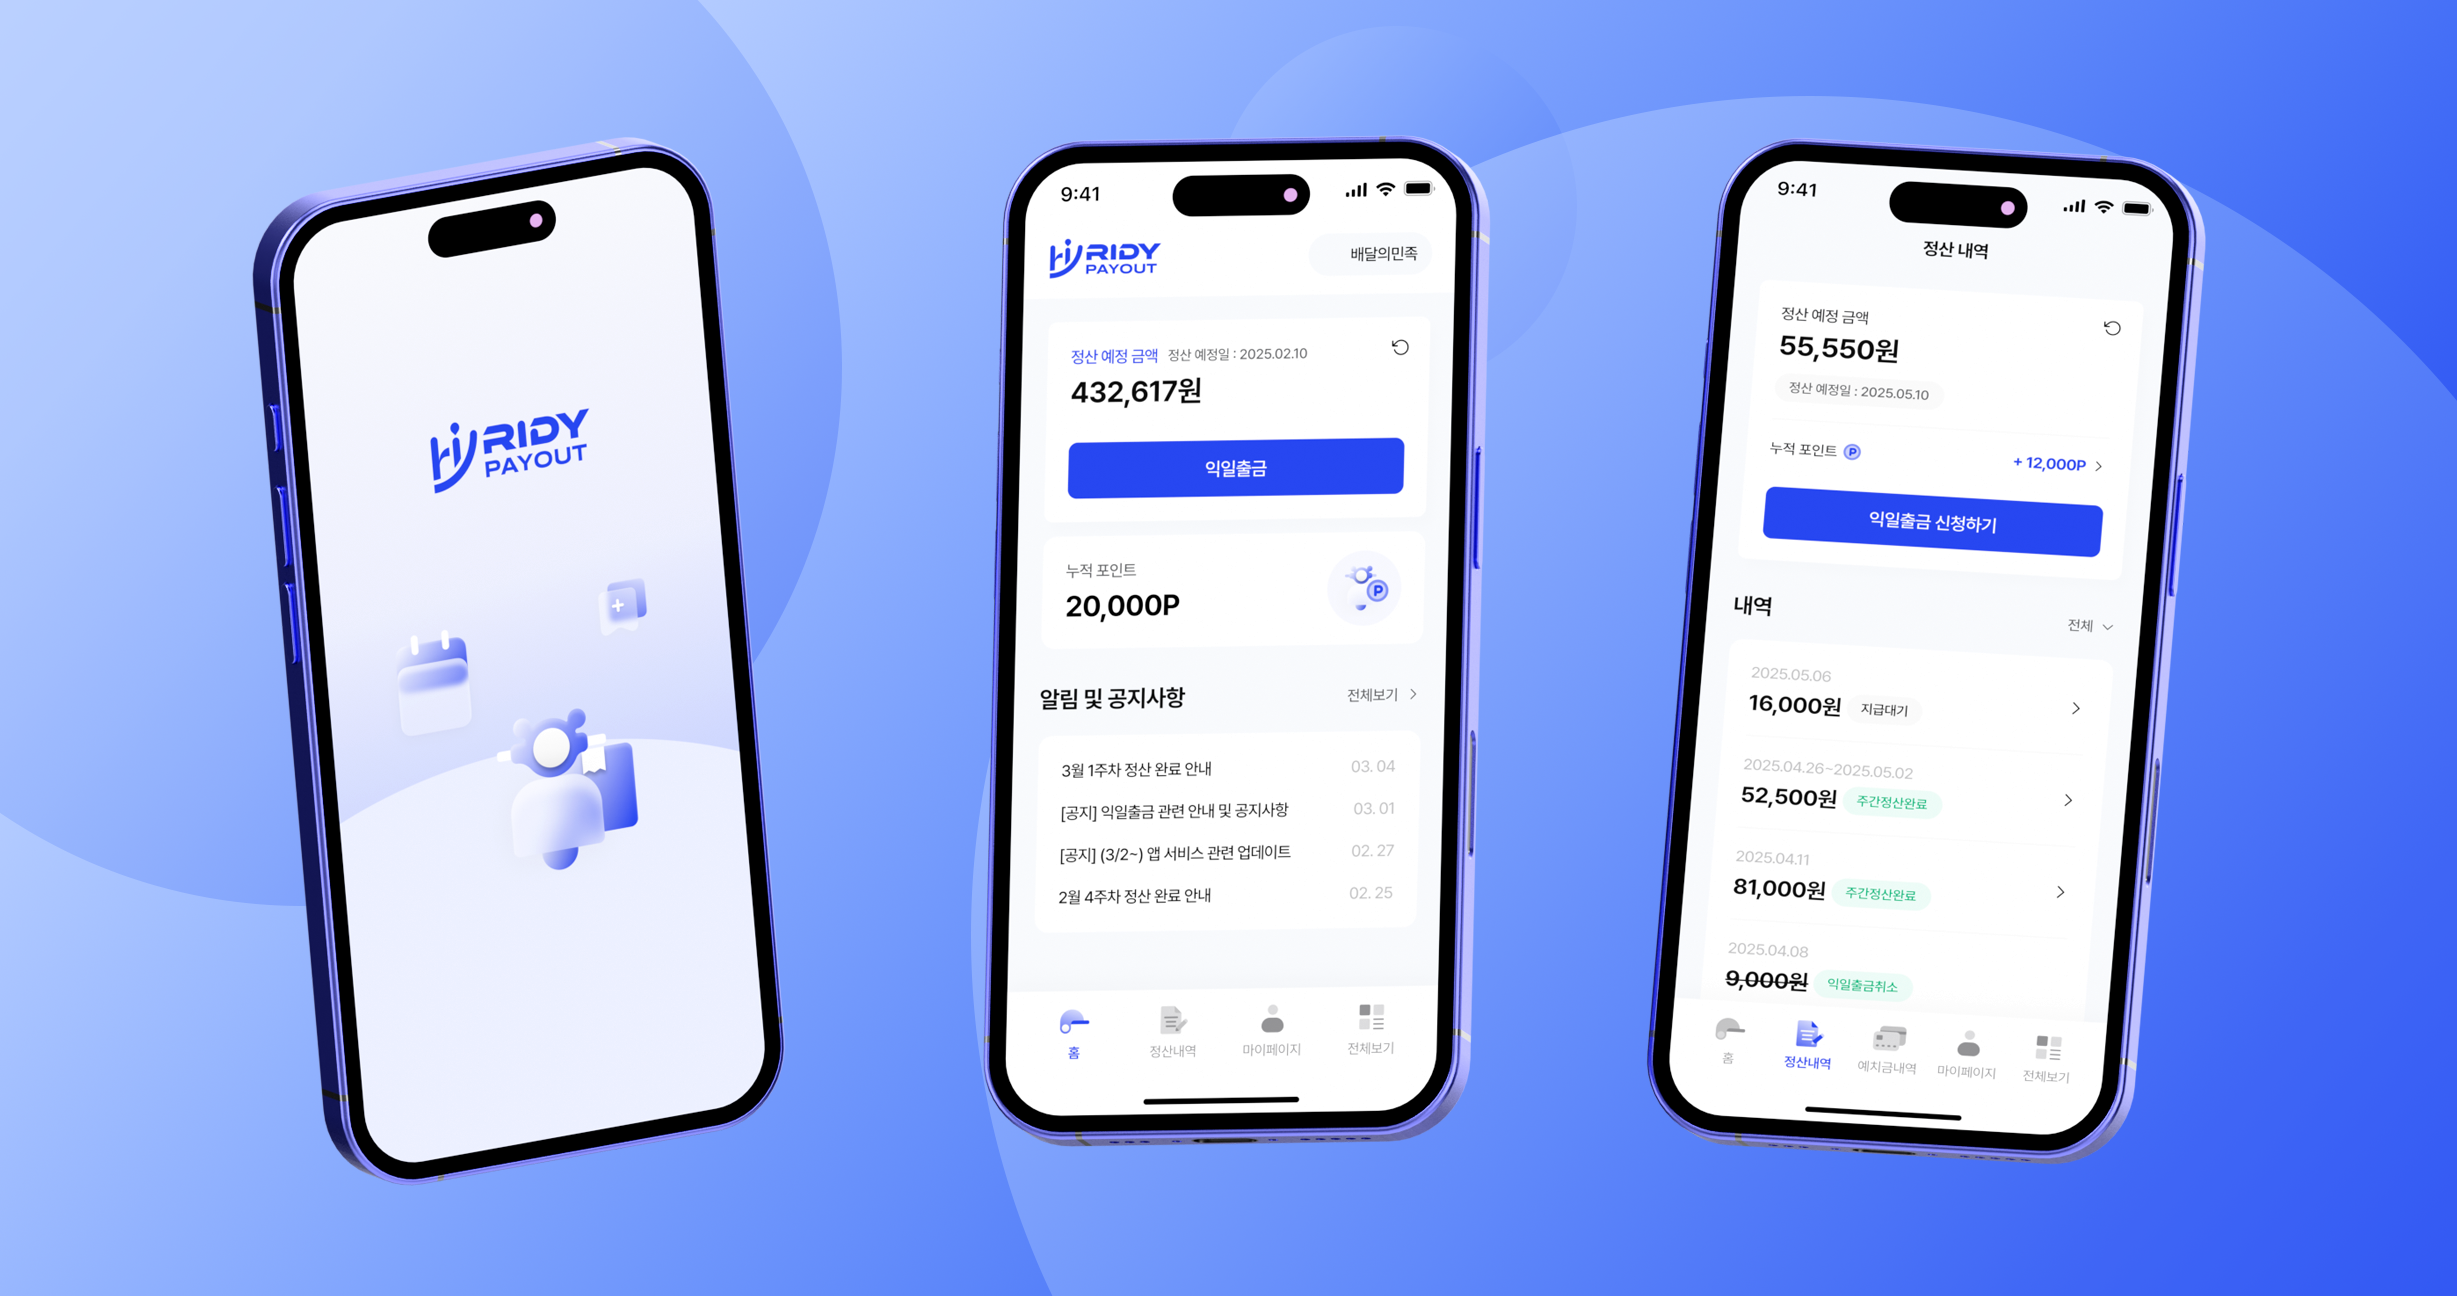 RIDY
PAYOUT
9:41
RIDY
PAYOUT
배달의민족
정산 예정 금액 정산 예정일 : 2025.02.10
432,617원
익일출금
누적 포인트
20,000P
P
알림 및 공지사항 전체보기
3월 1주차 정산 완료 안내 03. 04
[공지] 익일출금 관련 안내 및 공지사항 03. 01
[공지] (3/2~) 앱 서비스 관련 업데이트 02. 27
2월 4주차 정산 완료 안내 02. 25
홈 정산내역 마이페이지 전체보기
9:41
정산 내역
정산 예정 금액
55,550원
정산 예정일 : 2025.05.10
누적 포인트 P + 12,000P
익일출금 신청하기
내역 전체
2025.05.06
16,000원 지급대기
2025.04.26~2025.05.02
52,500원 주간정산완료
2025.04.11
81,000원 주간정산완료
2025.04.08
9,000원 익일출금취소
홈 정산내역 예치금내역 마이페이지 전체보기